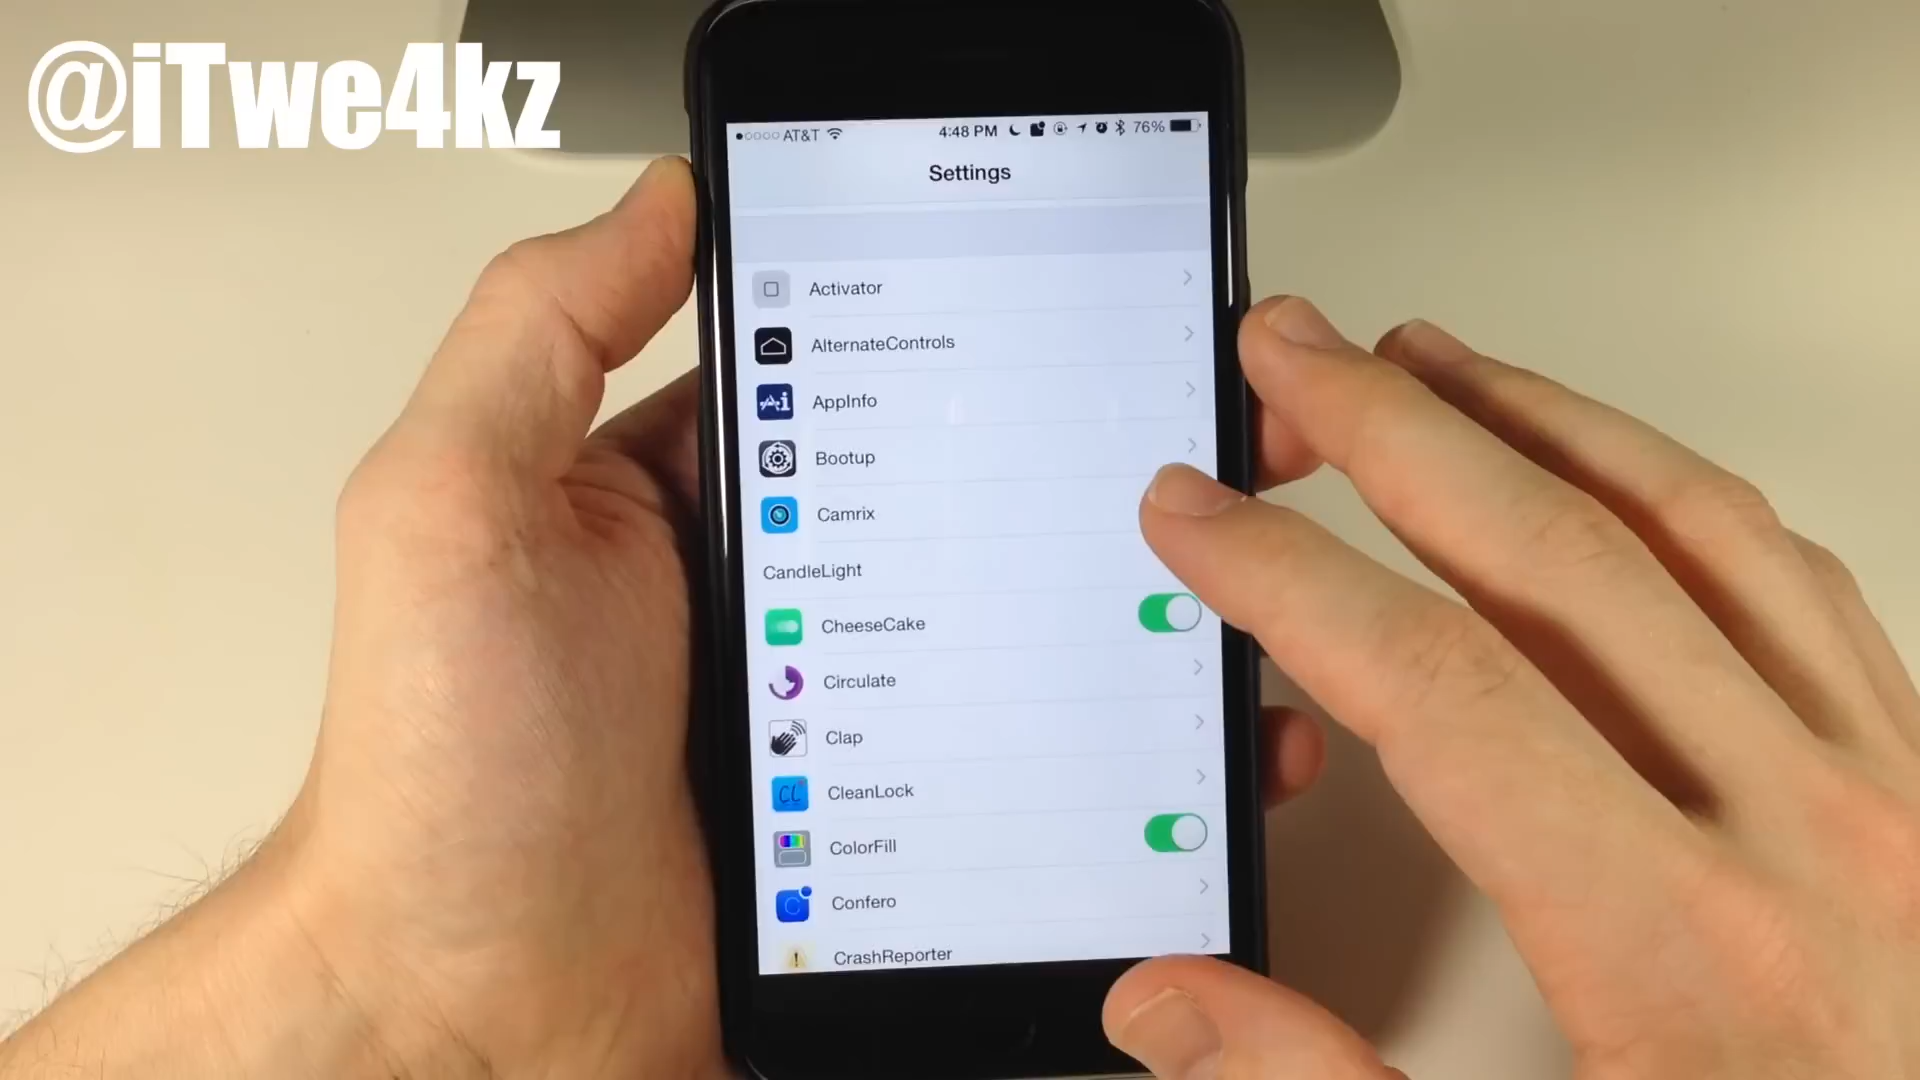 @iTwe4kz
AT&T 4:48 PM 76%
Settings
Activator
AlternateControls
AppInfo
Bootup
Camrix
CandleLight
CheeseCake
Circulate
Clap
CL CleanLock
ColorFill
C Confero
! CrashReporter